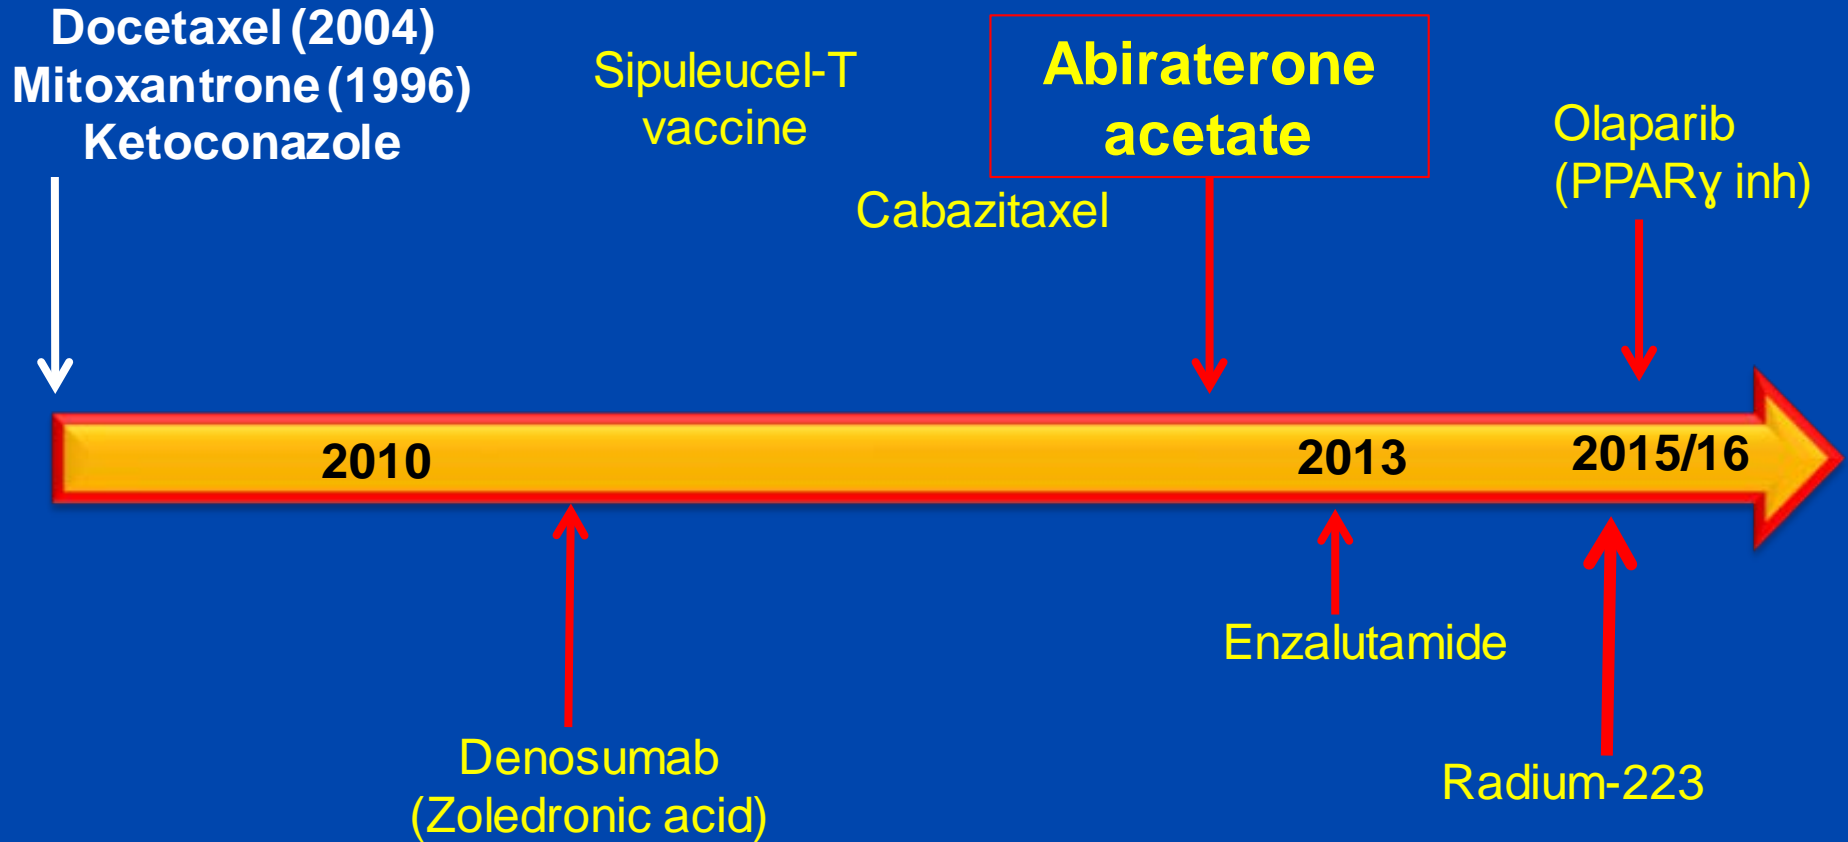 Docetaxel (2004)
Mitoxantrone (1996)
Ketoconazole
Sipuleucel-T
vaccine
Abiraterone
acetate
Cabazitaxel
Olaparib
(PPARɣ inh)
2010
2013
2015/16
Denosumab
(Zoledronic acid)
Enzalutamide
Radium-223